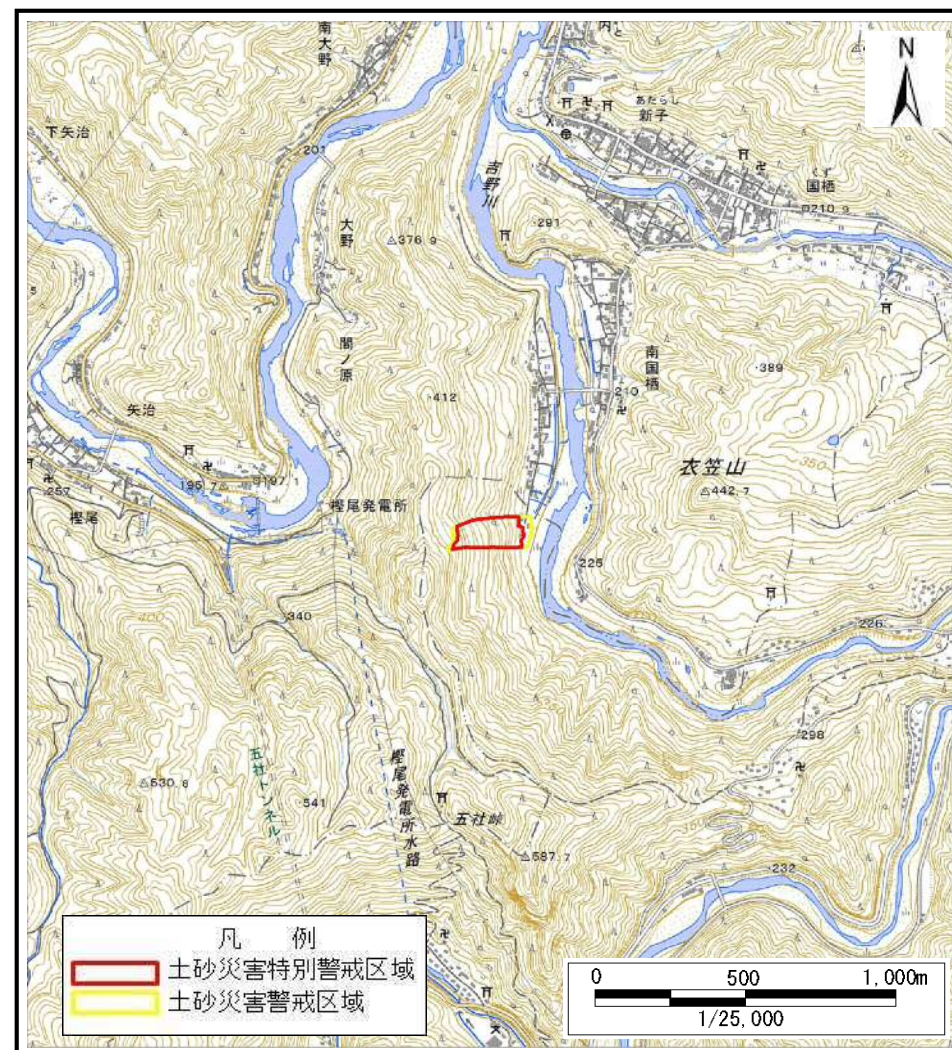 N
南大野
下矢治
201
大野
376.9
間ノ原
412
矢治
195.7
197.1
257
樫尾
樫尾発電所
340
吉野川
291
あたらし
新子
くず
国栖
210.9
南国栖
210
389
衣笠山
350
442.7
225
226
298
400
530.8
541
五社トンネル
樫尾発電所水路
五社峠
587.7
232
凡 例
土砂災害特別警戒区域
土砂災害警戒区域
0 500 1,000m
1/25,000